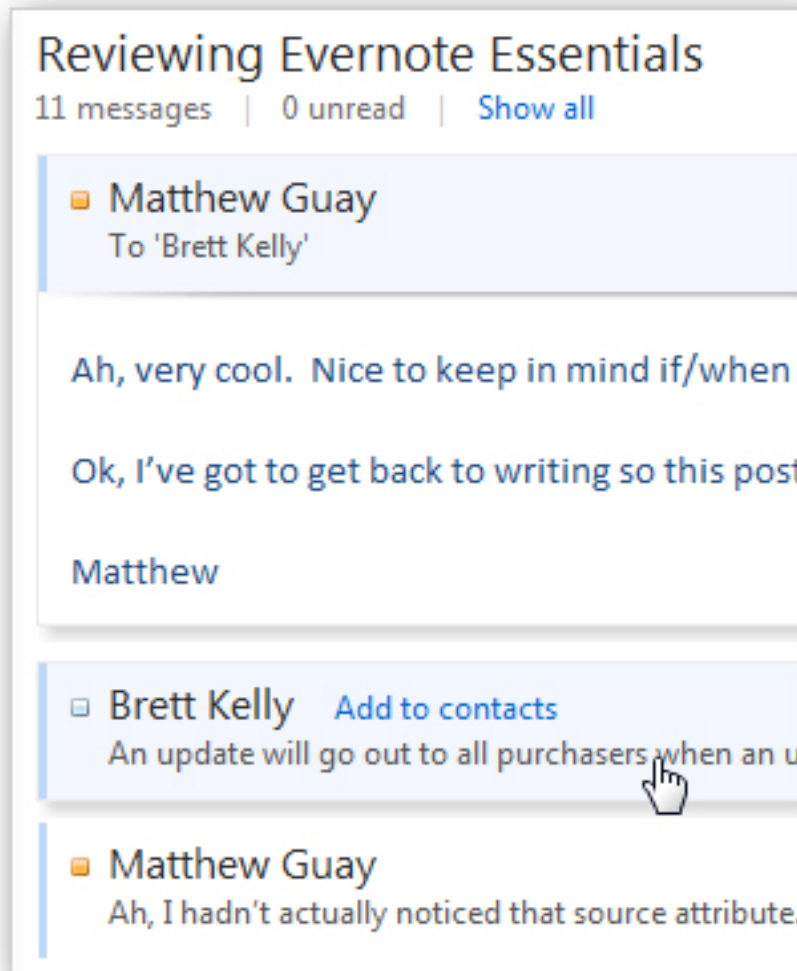 Reviewing Evernote Essentials
11 messages | 0 unread | Show all
Matthew Guay
To 'Brett Kelly'
Ah, very cool.  Nice to keep in mind if/when
Ok, I've got to get back to writing so this post
Matthew
Brett Kelly Add to contacts
An update will go out to all purchasers when an u
Matthew Guay
Ah, I hadn't actually noticed that source attribute.